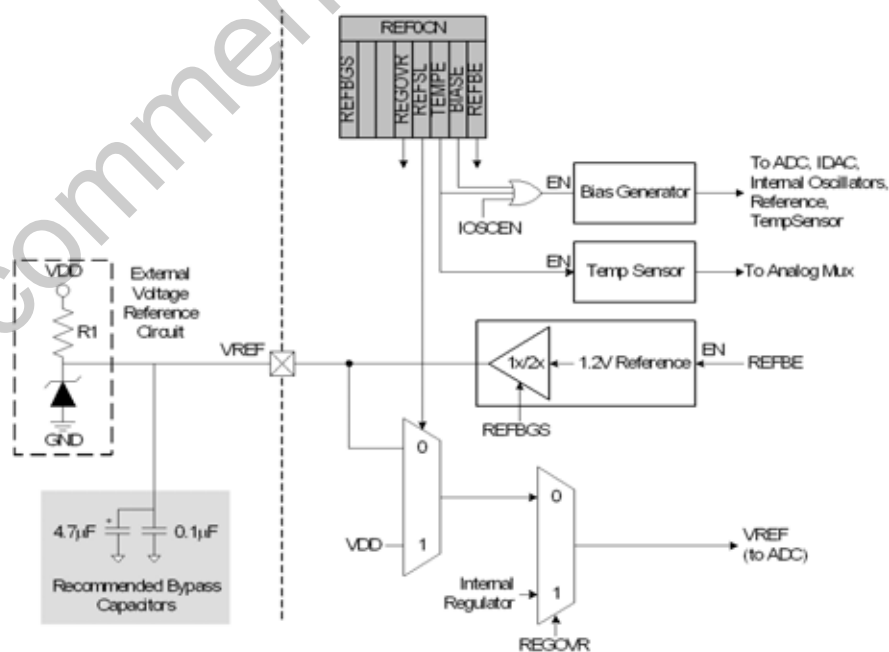 commen
REF0CN
REFBGS
REGOVR
REFSL
TEMPE
BIASE
REFBE
EN
Bias Generator
To ADC, IDAC,
Internal Oscillators,
Reference,
TempSensor
IOSCEN
EN
Temp Sensor
To Analog Mux
VDD
External
Voltage
Reference
Circuit
R1
GND
VREF
1x/2x
1.2V Reference
EN
REFBE
REFBGS
0
VDD
1
4.7µF
+
0.1µF
Recommended Bypass
Capacitors
0
Internal
Regulator
1
REGOVR
VREF
(to ADC)